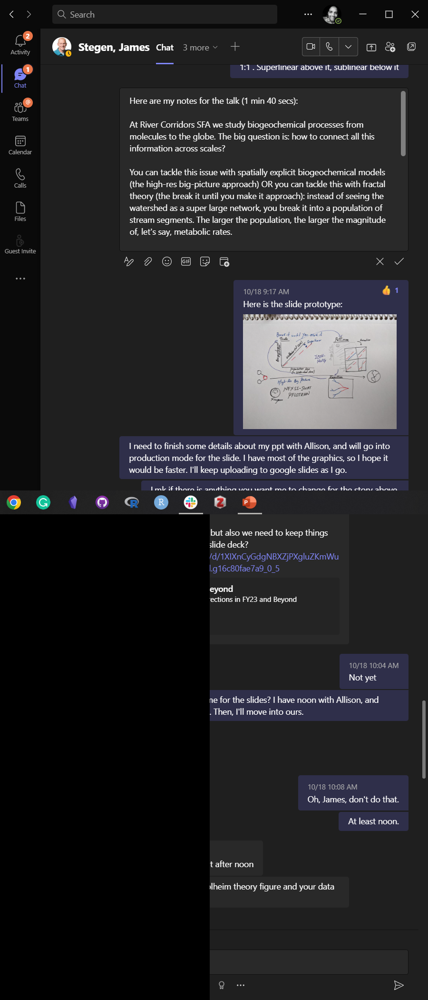 Search
Stegen, James
Chat
3 more
2
Activity
1
Chat
@
Teams
Calendar
Calls
Files
Guest Invite
1:1 . Superlinear above it, sublinear below it
Here are my notes for the talk (1 min 40 secs):
At River Corridors SFA we study biogeochemical processes from
molecules to the globe. The big question is: how to connect all this
information across scales?
You can tackle this issue with spatially explicit biogeochemical models
(the high-res big-picture approach) OR you can tackle this with fractal
theory (the break it until you make it approach): instead of seeing the
watershed as a super large network, you break it into a population of
stream segments. The larger the population, the larger the magnitude
of, let's say, metabolic rates.
GIF
10/18 9:17 AM
1
Here is the slide prototype:
Break it until you make it
Scale
Superlinear
Patterns
ICON-
ModEx
Population size
Function
High-Res Big Picture
NEXSS-SWAT
PFLOTRAN
I need to finish some details about my ppt with Allison, and will go into
production mode for the slide. I have most of the graphics, so I hope it
would be faster. I'll keep uploading to google slides as I go.
Lmk if there is anything you want me to change for the story above
but also we need to keep things
slide deck?
/d/1XIXnCyGdgNBXZjPXgluZKmWu
.g16c80fae7a9_0_5
eyond
rections in FY23 and Beyond
10/18 10:04 AM
Not yet
ne for the slides? I have noon with Allison, and
. Then, I'll move into ours.
10/18 10:08 AM
Oh, James, don't do that.
At least noon.
t after noon
lheim theory figure and your data